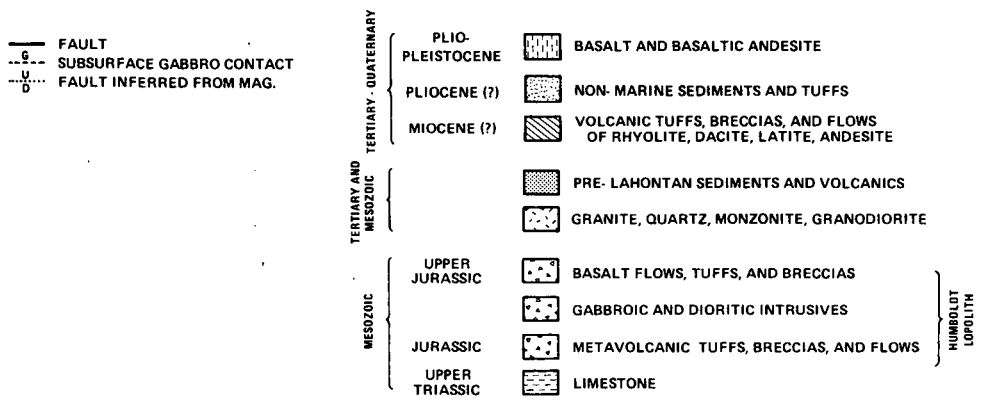 FAULT
G
SUBSURFACE GABBRO CONTACT
U
D
FAULT INFERRED FROM MAG.
TERTIARY - QUATERNARY
PLIO-
PLEISTOCENE
BASALT AND BASALTIC ANDESITE
PLIOCENE (?)
NON- MARINE SEDIMENTS AND TUFFS
MIOCENE (?)
VOLCANIC TUFFS, BRECCIAS, AND FLOWS
OF RHYOLITE, DACITE, LATITE, ANDESITE
TERTIARY AND
MESOZOIC
PRE- LAHONTAN SEDIMENTS AND VOLCANICS
GRANITE, QUARTZ, MONZONITE, GRANODIORITE
MESOZOIC
UPPER
JURASSIC
BASALT FLOWS, TUFFS, AND BRECCIAS
GABBROIC AND DIORITIC INTRUSIVES
JURASSIC
METAVOLCANIC TUFFS, BRECCIAS, AND FLOWS
UPPER
TRIASSIC
LIMESTONE
HUMBOLDT
LOPOLITH